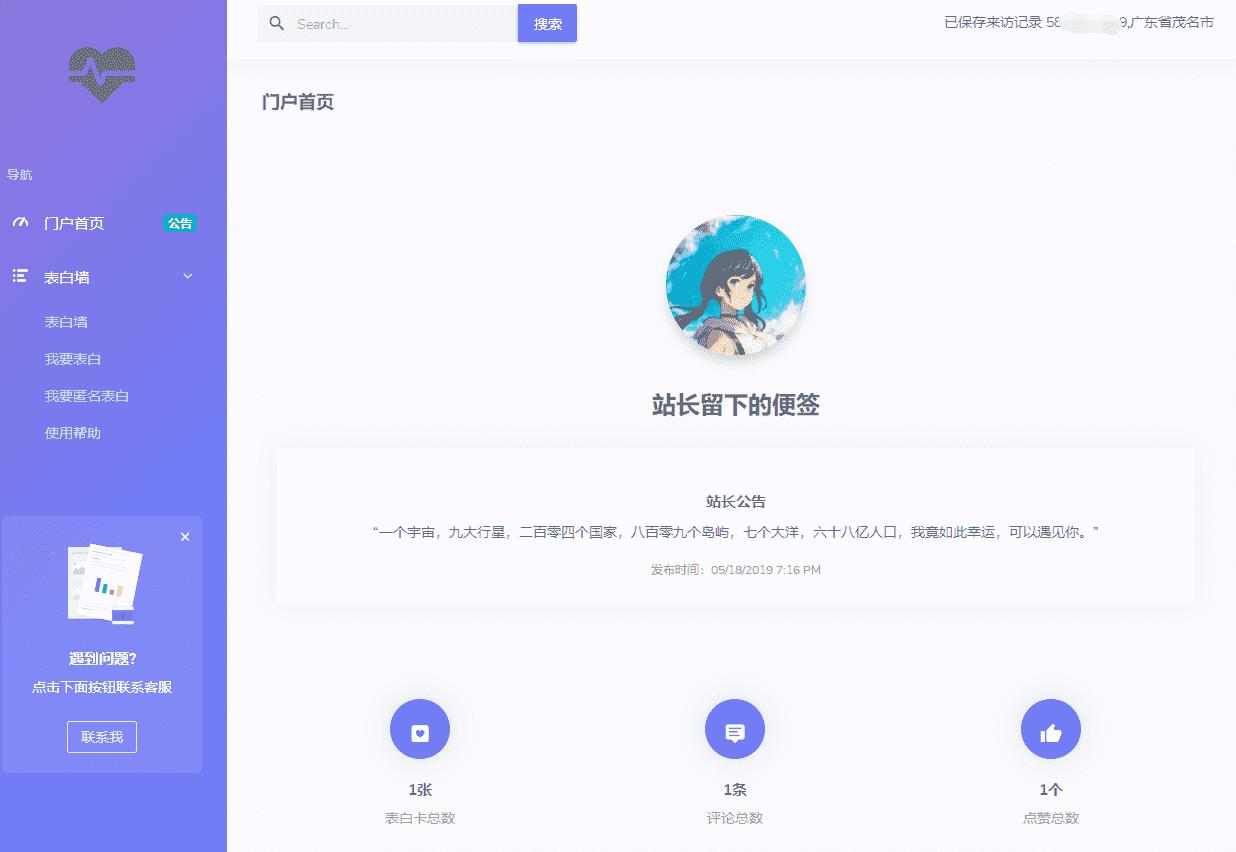 Search...
搜索
已保存来访记录 58 9,广东省茂名市
导航
门户首页
公告
表白墙
表白墙
我要表白
我要匿名表白
使用帮助
遇到问题?
点击下面按钮联系客服
联系我
门户首页
站长留下的便签
站长公告
“一个宇宙，九大行星，二百零四个国家，八百零九个岛屿，七个大洋，六十八亿人口，我竟如此幸运，可以遇见你。”
发布时间：05/18/2019 7:16 PM
1张
表白卡总数
1条
评论总数
1个
点赞总数